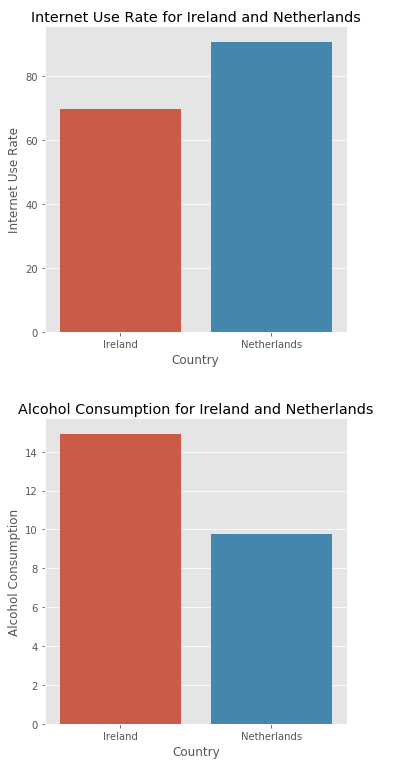 Internet Use Rate for Ireland and Netherlands
80
60
40
20
0
Internet Use Rate
Ireland
Netherlands
Country
Alcohol Consumption for Ireland and Netherlands
14
12
10
8
6
4
2
0
Alcohol Consumption
Ireland
Netherlands
Country